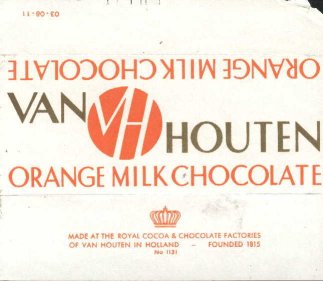 03-06-11
ORANGE MILK CHOCOLATE
VAN VH HOUTEN
ORANGE MILK CHOCOLATE
MADE AT THE ROYAL COCOA & CHOCOLATE FACTORIES
OF VAN HOUTEN IN HOLLAND – FOUNDED 1815
No 1131